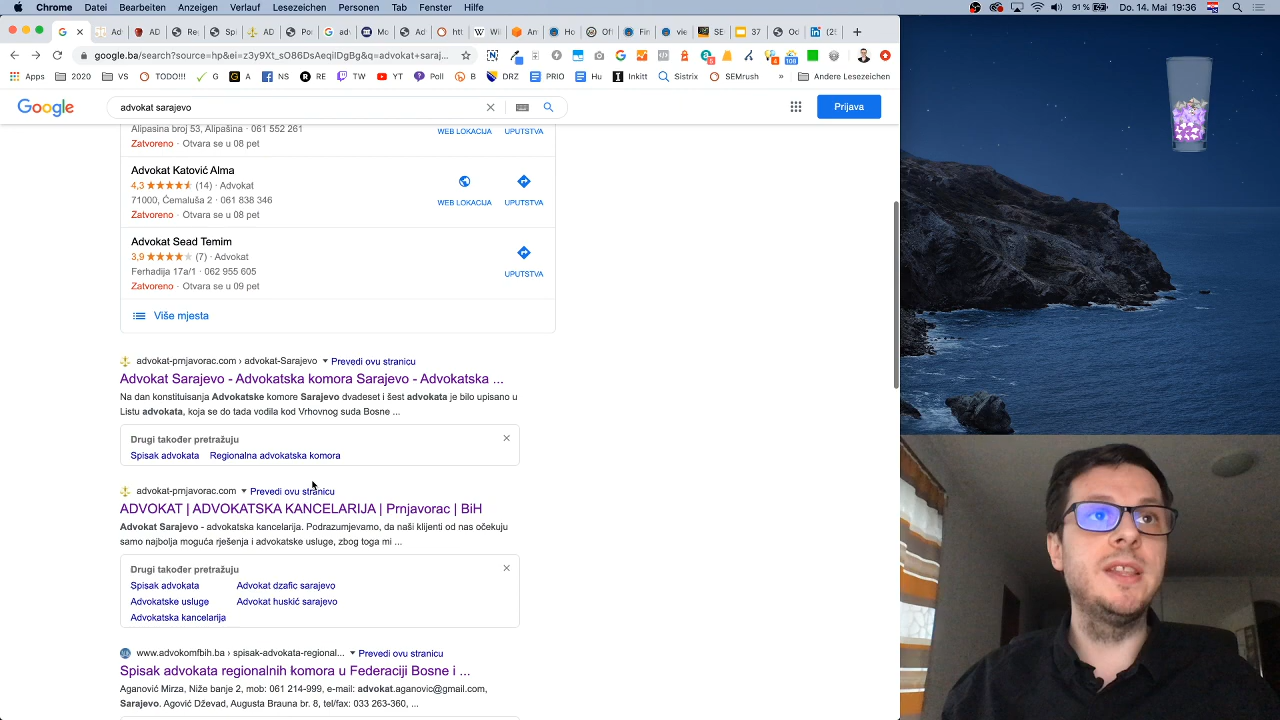 Chrome Datei Bearbeiten Anzeigen Verlauf Lesezeichen Personen Tab Fenster Hilfe 91% Do. 14. Mai 19:36
google.ba/search?source=hp&ei=z3y9Xt_sO86DsAeqiIDgBg&q=advokat+saraj...
Apps 2020 VS TODO!!! G A NS RE TW YT Poll B DRZ PRIO Hu Inkitt Sistrix SEMrush » Andere Lesezeichen
Google advokat sarajevo Prijava
Alipasina broj 53, Alipašina · 061 552 261
WEB LOKACIJA UPUTSTVA
Zatvoreno · Otvara se u 08 pet
Advokat Katović Alma
4,3 (14) · Advokat
71000, Ćemaluša 2 · 061 838 346
WEB LOKACIJA UPUTSTVA
Zatvoreno · Otvara se u 08 pet
Advokat Sead Temim
3,9 (7) · Advokat
Ferhadija 17a/1 · 062 955 605
UPUTSTVA
Zatvoreno · Otvara se u 09 pet
Više mjesta
advokat-prnjavorac.com › advokat-Sarajevo Prevedi ovu stranicu
Advokat Sarajevo - Advokatska komora Sarajevo - Advokatska ...
Na dan konstituisanja Advokatske komore Sarajevo dvadeset i šest advokata je bilo upisano u
Listu advokata, koja se do tada vodila kod Vrhovnog suda Bosne ...
Drugi također pretražuju
Spisak advokata Regionalna advokatska komora
advokat-prnjavorac.com Prevedi ovu stranicu
ADVOKAT | ADVOKATSKA KANCELARIJA | Prnjavorac | BiH
Advokat Sarajevo - advokatska kancelarija. Podrazumjevamo, da naši klijenti od nas očekuju
samo najbolja moguća rješenja i advokatske usluge, zbog toga mi ...
Drugi također pretražuju
Spisak advokata Advokat dzafic sarajevo
Advokatske usluge Advokat huskić sarajevo
Advokatska kancelarija
www.advokomfbih.ba › spisak-advokata-regional... Prevedi ovu stranicu
Spisak advokata regionalnih komora u Federaciji Bosne i ...
Aganović Mirza, Niže banje 2, mob: 061 214-999, e-mail: advokat.aganovic@gmail.com,
Sarajevo. Agović Dževad, Augusta Brauna br. 8, tel/fax: 033 263-360, ...